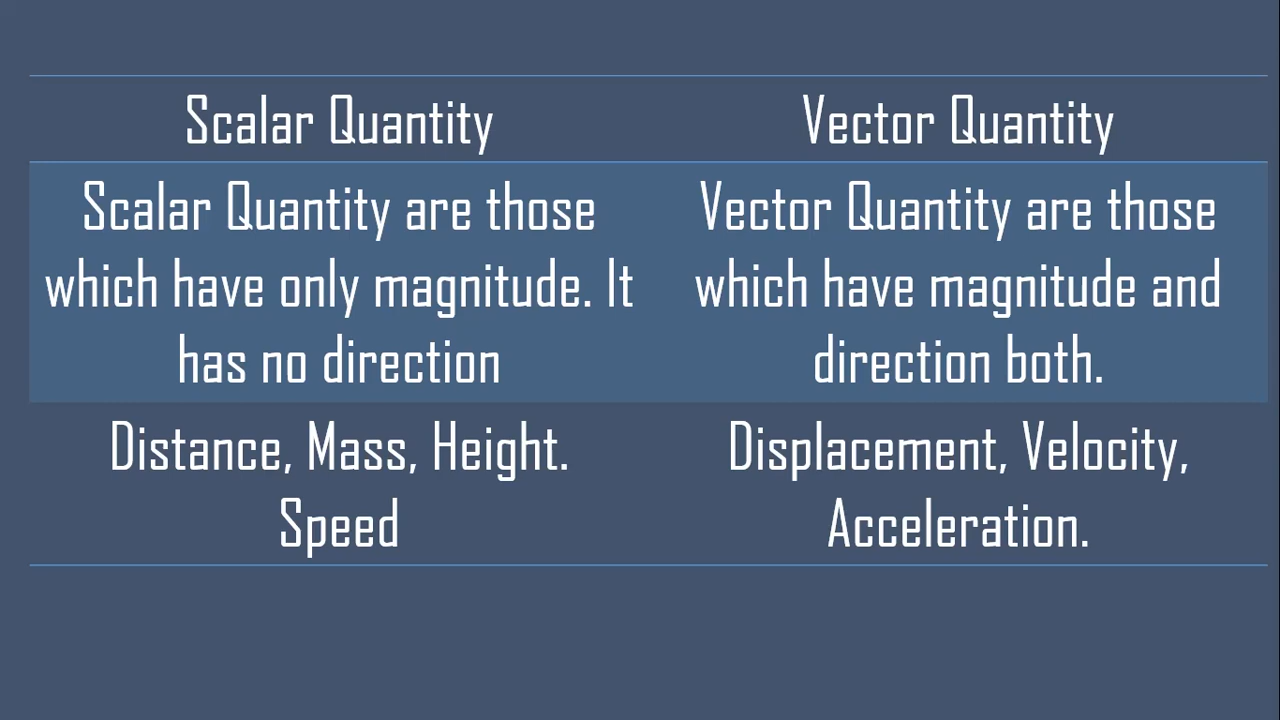 Scalar Quantity
Vector Quantity
Scalar Quantity are those
which have only magnitude. It
has no direction
Vector Quantity are those
which have magnitude and
direction both.
Distance, Mass, Height.
Speed
Displacement, Velocity,
Acceleration.